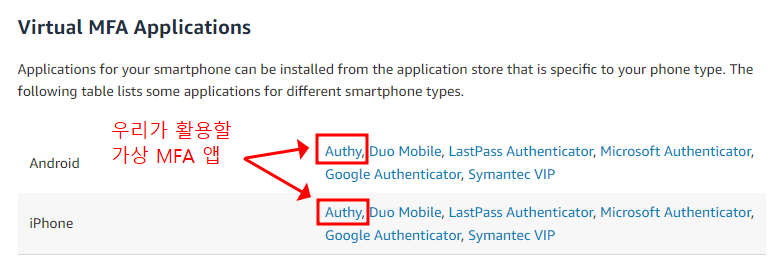 Virtual MFA Applications
Applications for your smartphone can be installed from the application store that is specific to your phone type. The
following table lists some applications for different smartphone types.
우리가 활용할
가상 MFA 앱
Android
Authy, Duo Mobile, LastPass Authenticator, Microsoft Authenticator,
Google Authenticator, Symantec VIP
iPhone
Authy, Duo Mobile, LastPass Authenticator, Microsoft Authenticator,
Google Authenticator, Symantec VIP